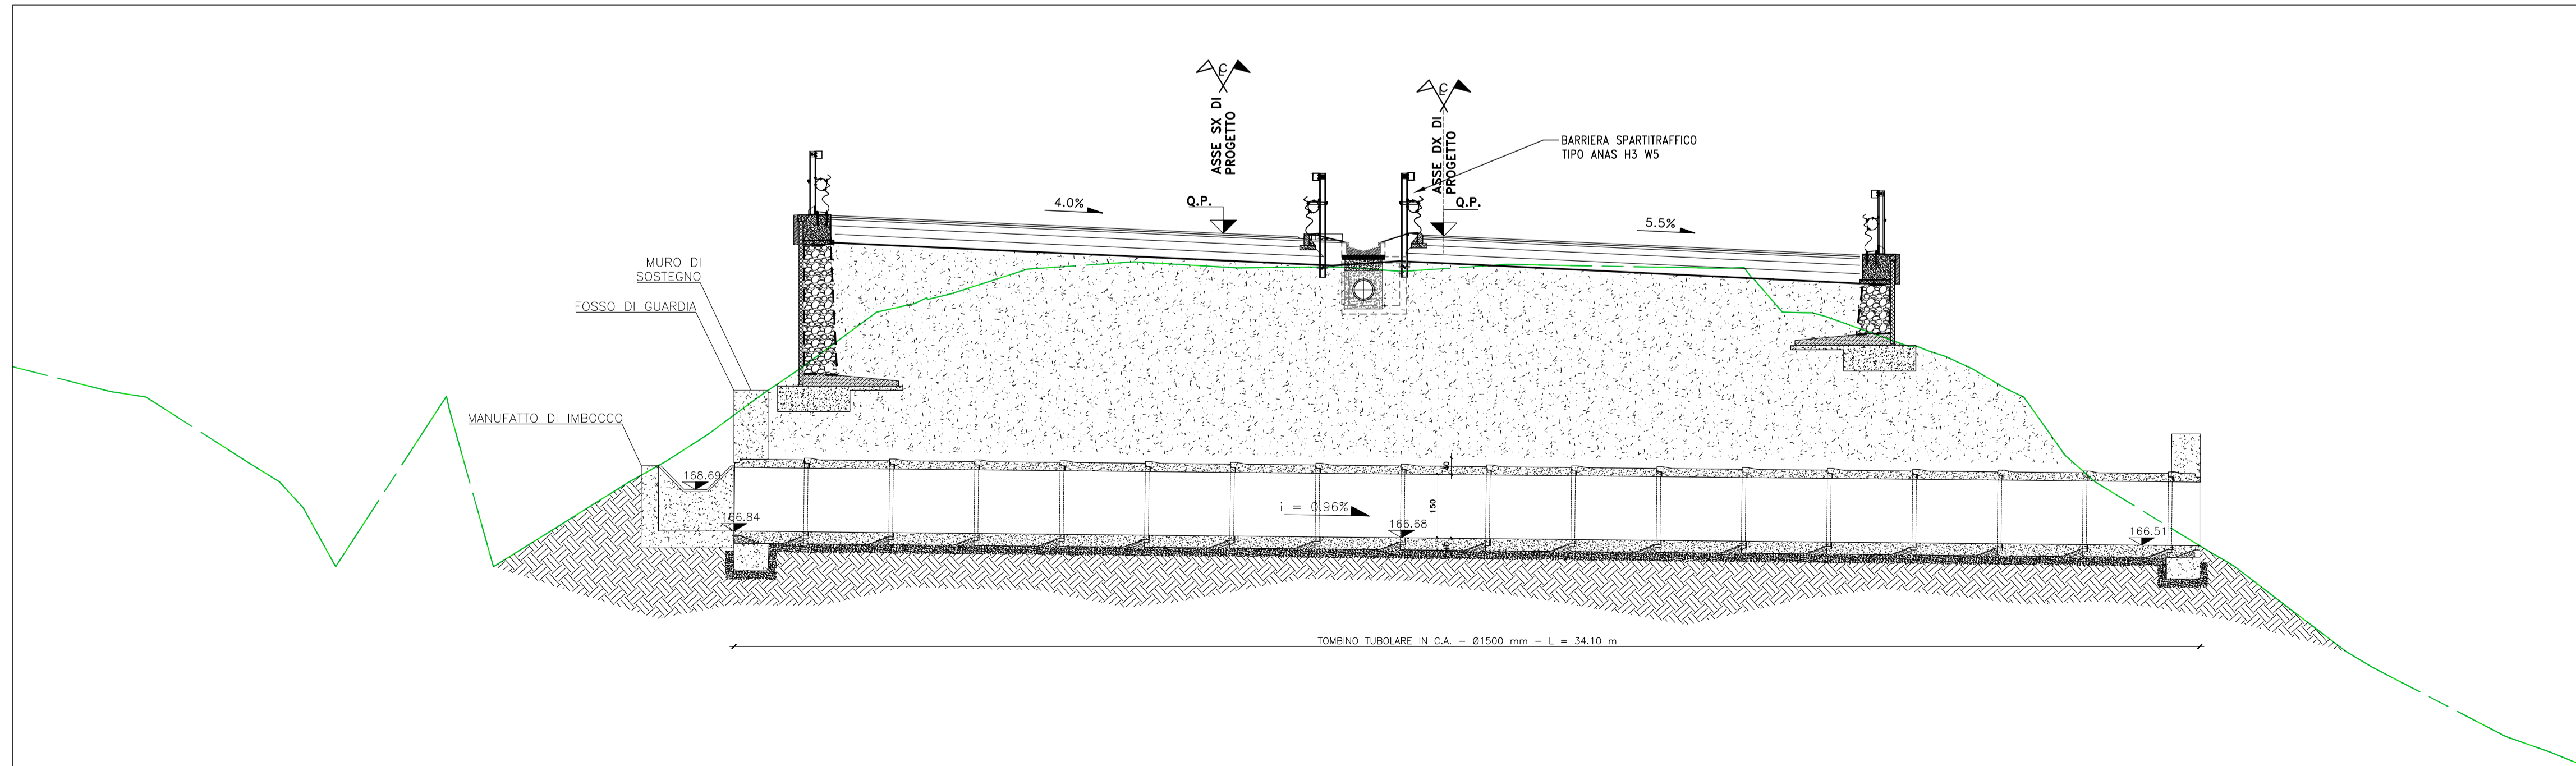 ASSE SX DI
PROGETTO
ASSE DX DI
PROGETTO
BARRIERA SPARTITRAFFICO
TIPO ANAS H3 W5
4.0%
Q.P.
Q.P.
5.5%
MURO DI
SOSTEGNO
FOSSO DI GUARDIA
MANUFATTO DI IMBOCCO
168.69
166.84
i = 0.96%
40
150
166.68
40
166.51
TOMBINO TUBOLARE IN C.A. – Ø1500 mm – L = 34.10 m